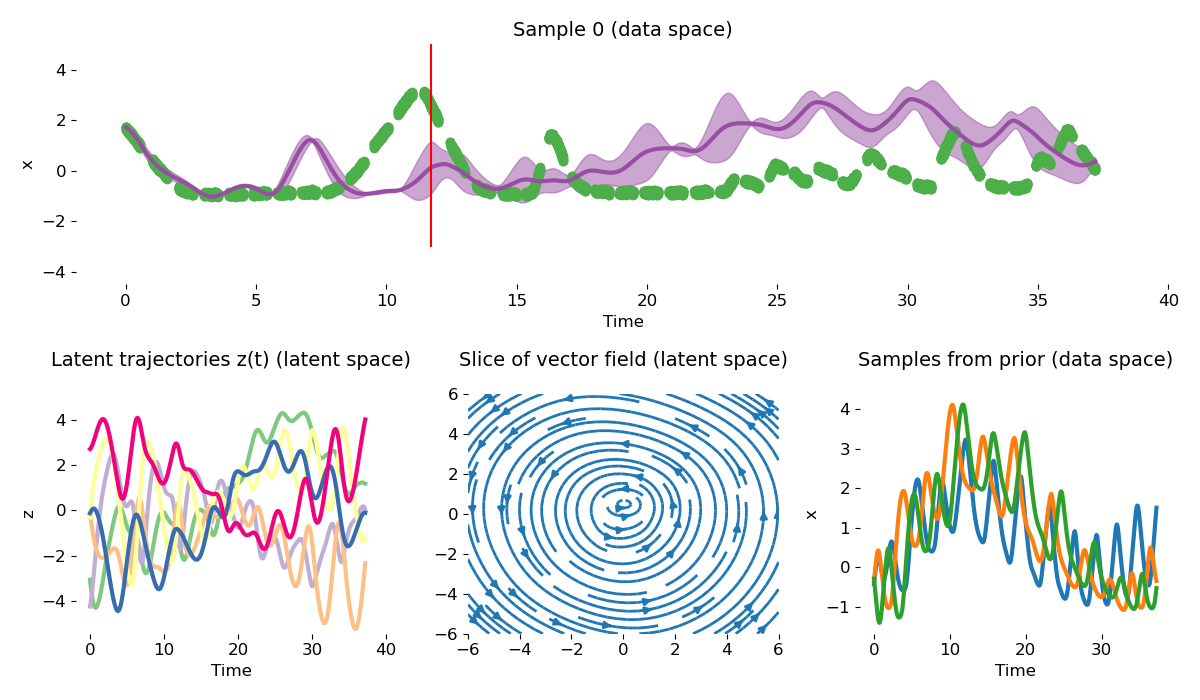 Sample 0 (data space)
4
2
0
−2
−4
x
0 5 10 15 20 25 30 35 40
Time
Latent trajectories z(t) (latent space)
4
2
0
−2
−4
z
0 10 20 30 40
Time
Slice of vector field (latent space)
6
4
2
0
−2
−4
−6
−6 −4 −2 0 2 4 6
Samples from prior (data space)
4
3
2
1
0
−1
x
0 10 20 30
Time